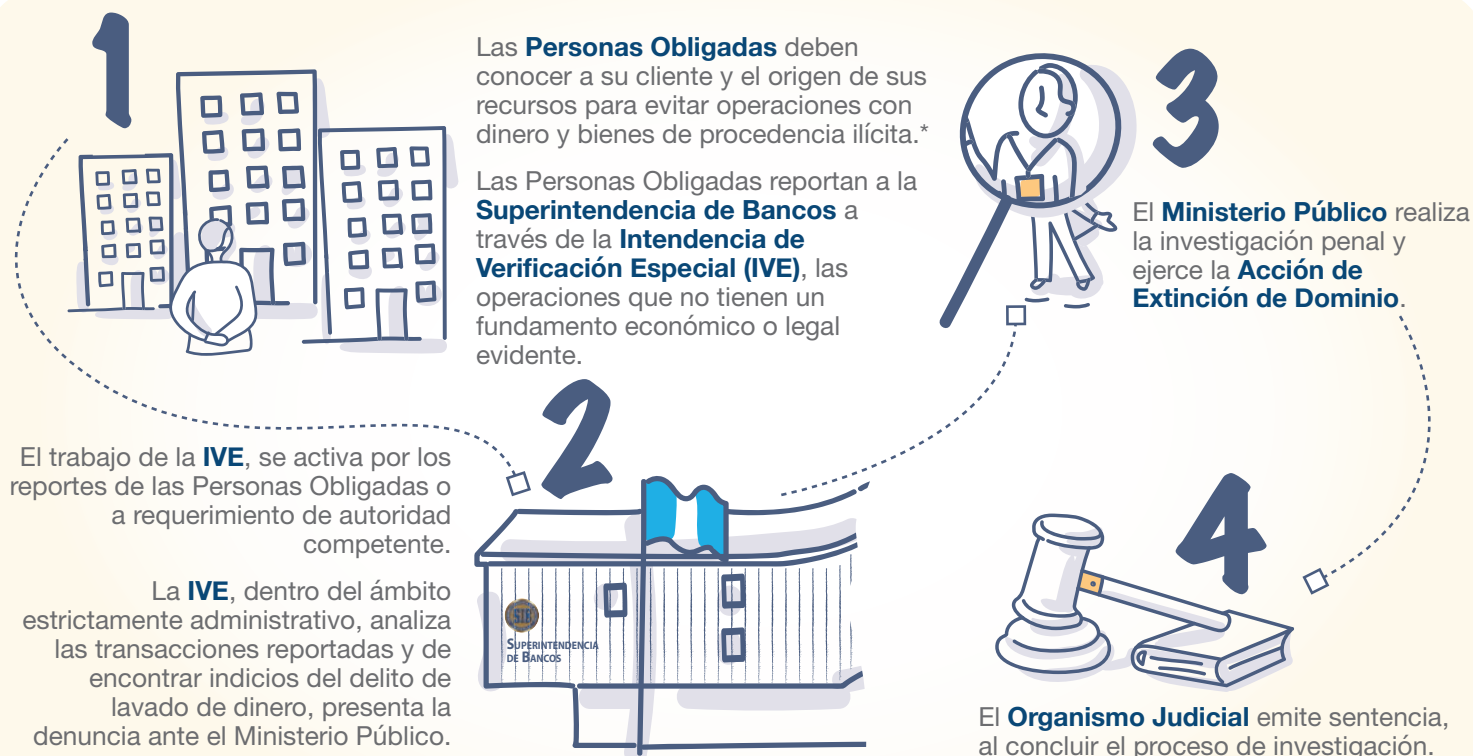 1
Las Personas Obligadas deben
conocer a su cliente y el origen de sus
recursos para evitar operaciones con
dinero y bienes de procedencia ilícita.*
Las Personas Obligadas reportan a la
Superintendencia de Bancos a
través de la Intendencia de
Verificación Especial (IVE), las
operaciones que no tienen un
fundamento económico o legal
evidente.
2
El trabajo de la IVE, se activa por los
reportes de las Personas Obligadas o
a requerimiento de autoridad
competente.
La IVE, dentro del ámbito
estrictamente administrativo, analiza
las transacciones reportadas y de
encontrar indicios del delito de
lavado de dinero, presenta la
denuncia ante el Ministerio Público.
SIB
SUPERINTENDENCIA
DE BANCOS
3
El Ministerio Público realiza
la investigación penal y
ejerce la Acción de
Extinción de Dominio.
4
El Organismo Judicial emite sentencia,
al concluir el proceso de investigación.